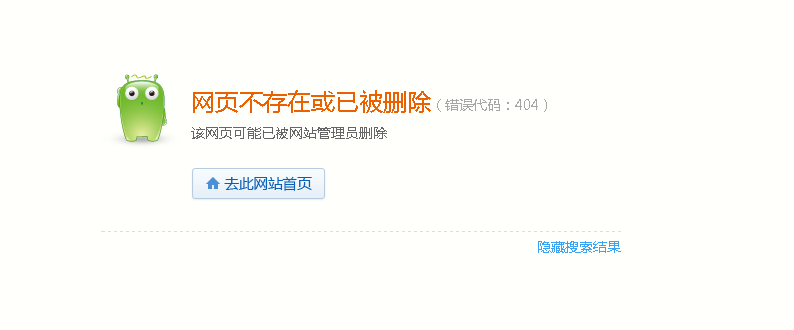 网页不存在或已被删除（错误代码：404）
该网页可能已被网站管理员删除
去此网站首页
隐藏搜索结果